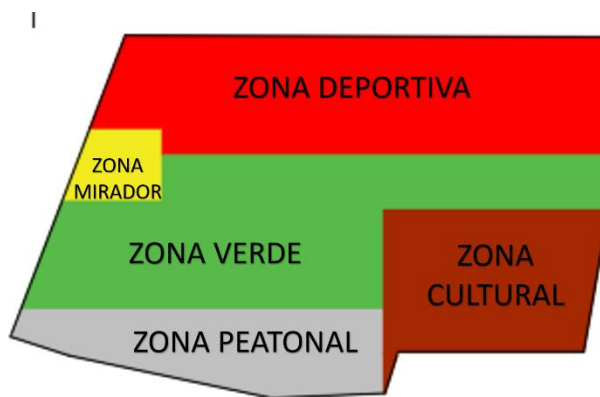 ZONA DEPORTIVA
ZONA
MIRADOR
ZONA VERDE
ZONA
CULTURAL
ZONA PEATONAL